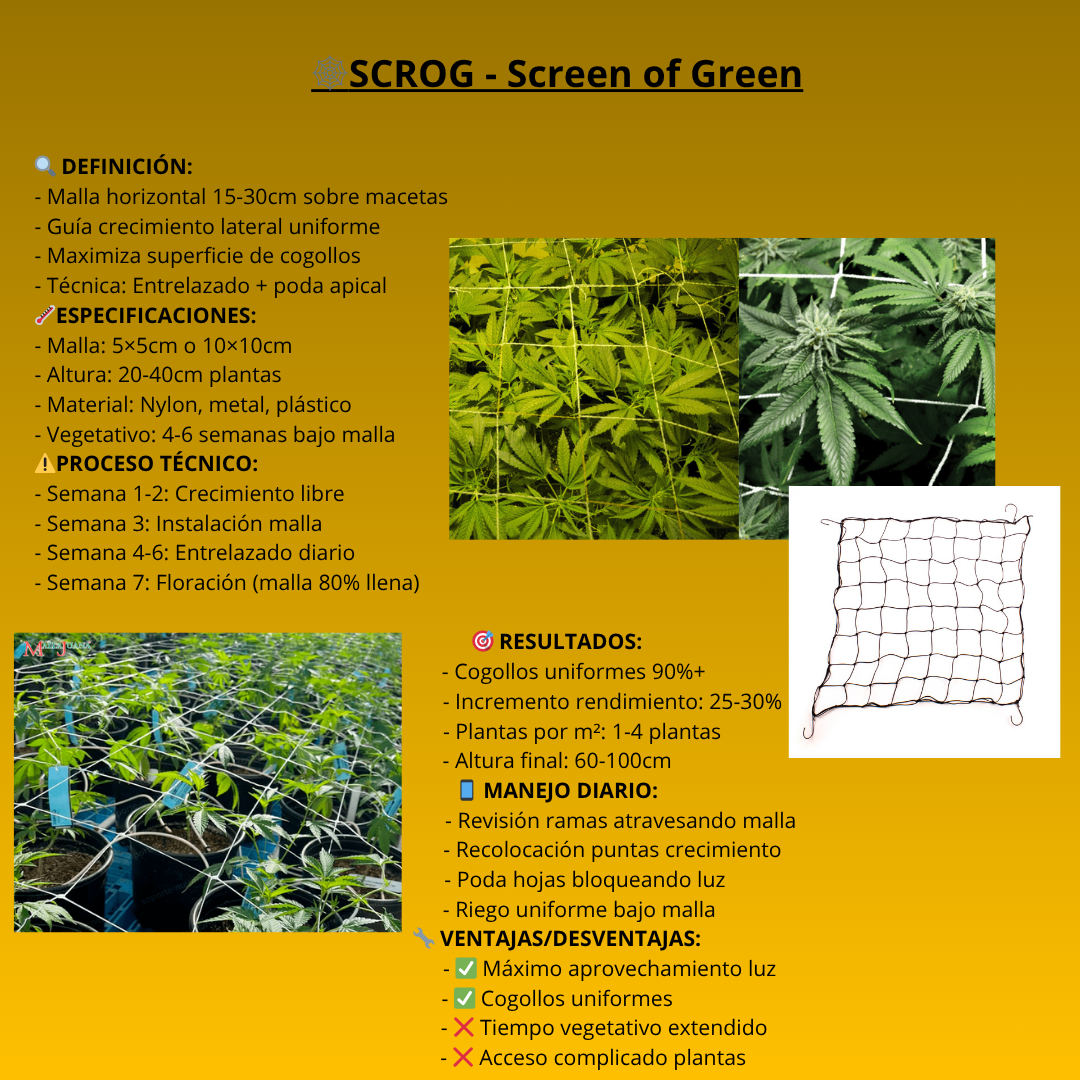 🕸️SCROG - Screen of Green
🔍 DEFINICIÓN:
- Malla horizontal 15-30cm sobre macetas
- Guía crecimiento lateral uniforme
- Maximiza superficie de cogollos
- Técnica: Entrelazado + poda apical
🌡️ESPECIFICACIONES:
- Malla: 5×5cm o 10×10cm
- Altura: 20-40cm plantas
- Material: Nylon, metal, plástico
- Vegetativo: 4-6 semanas bajo malla
⚠️PROCESO TÉCNICO:
- Semana 1-2: Crecimiento libre
- Semana 3: Instalación malla
- Semana 4-6: Entrelazado diario
- Semana 7: Floración (malla 80% llena)
🎯 RESULTADOS:
- Cogollos uniformes 90%+
- Incremento rendimiento: 25-30%
- Plantas por m²: 1-4 plantas
- Altura final: 60-100cm
📱 MANEJO DIARIO:
- Revisión ramas atravesando malla
- Recolocación puntas crecimiento
- Poda hojas bloqueando luz
- Riego uniforme bajo malla
🔧 VENTAJAS/DESVENTAJAS:
- ✅ Máximo aprovechamiento luz
- ✅ Cogollos uniformes
- ❌ Tiempo vegetativo extendido
- ❌ Acceso complicado plantas